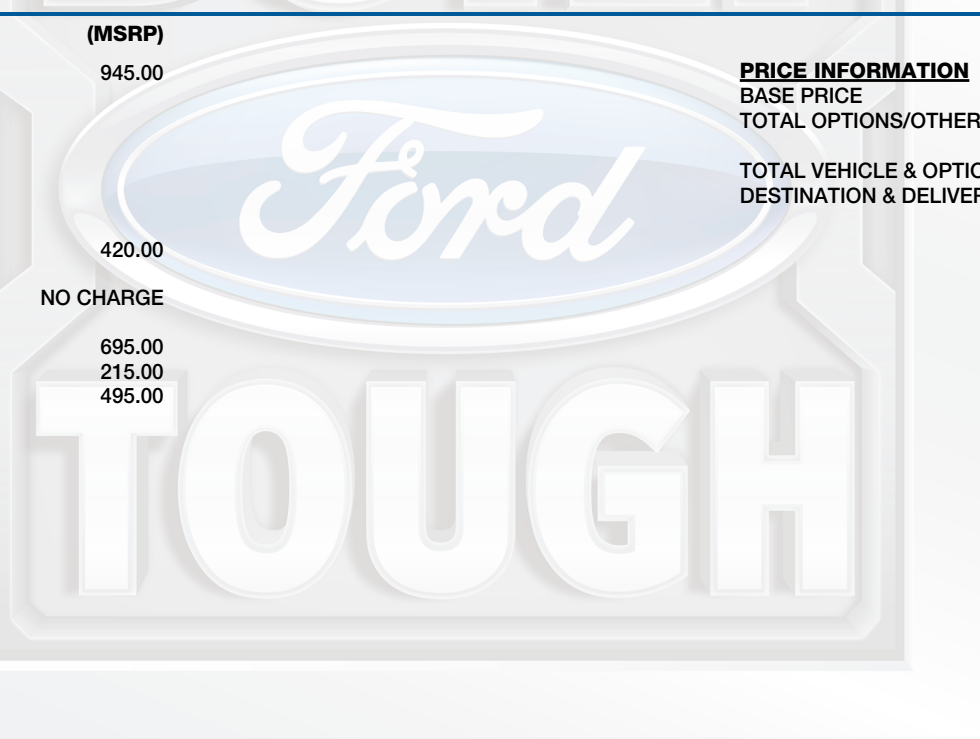 (MSRP)
945.00
420.00
NO CHARGE
695.00
215.00
495.00
PRICE INFORMATION
BASE PRICE
TOTAL OPTIONS/OTHER
TOTAL VEHICLE & OPTIO
DESTINATION & DELIVER
Ford
TOUGH